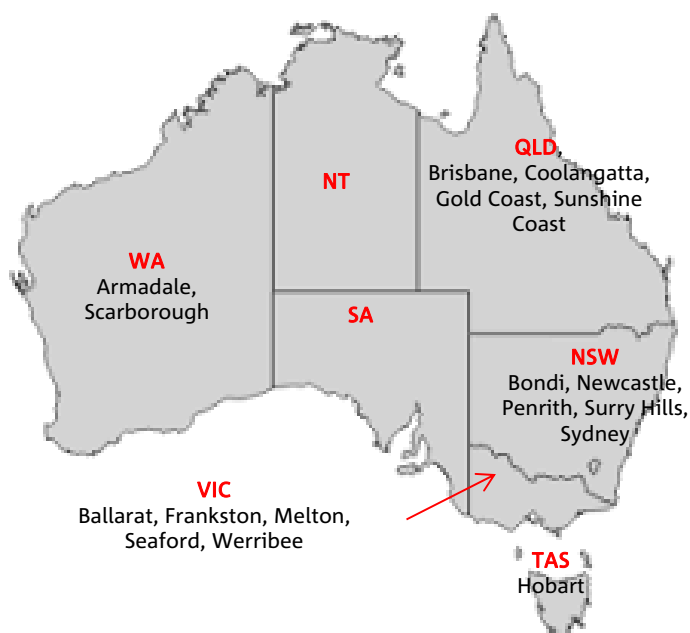 QLD,
Brisbane, Coolangatta,
Gold Coast, Sunshine
Coast
NT
WA
Armadale,
Scarborough
SA
NSW
Bondi, Newcastle,
Penrith, Surry Hills,
Sydney
VIC
Ballarat, Frankston, Melton,
Seaford, Werribee
TAS
Hobart